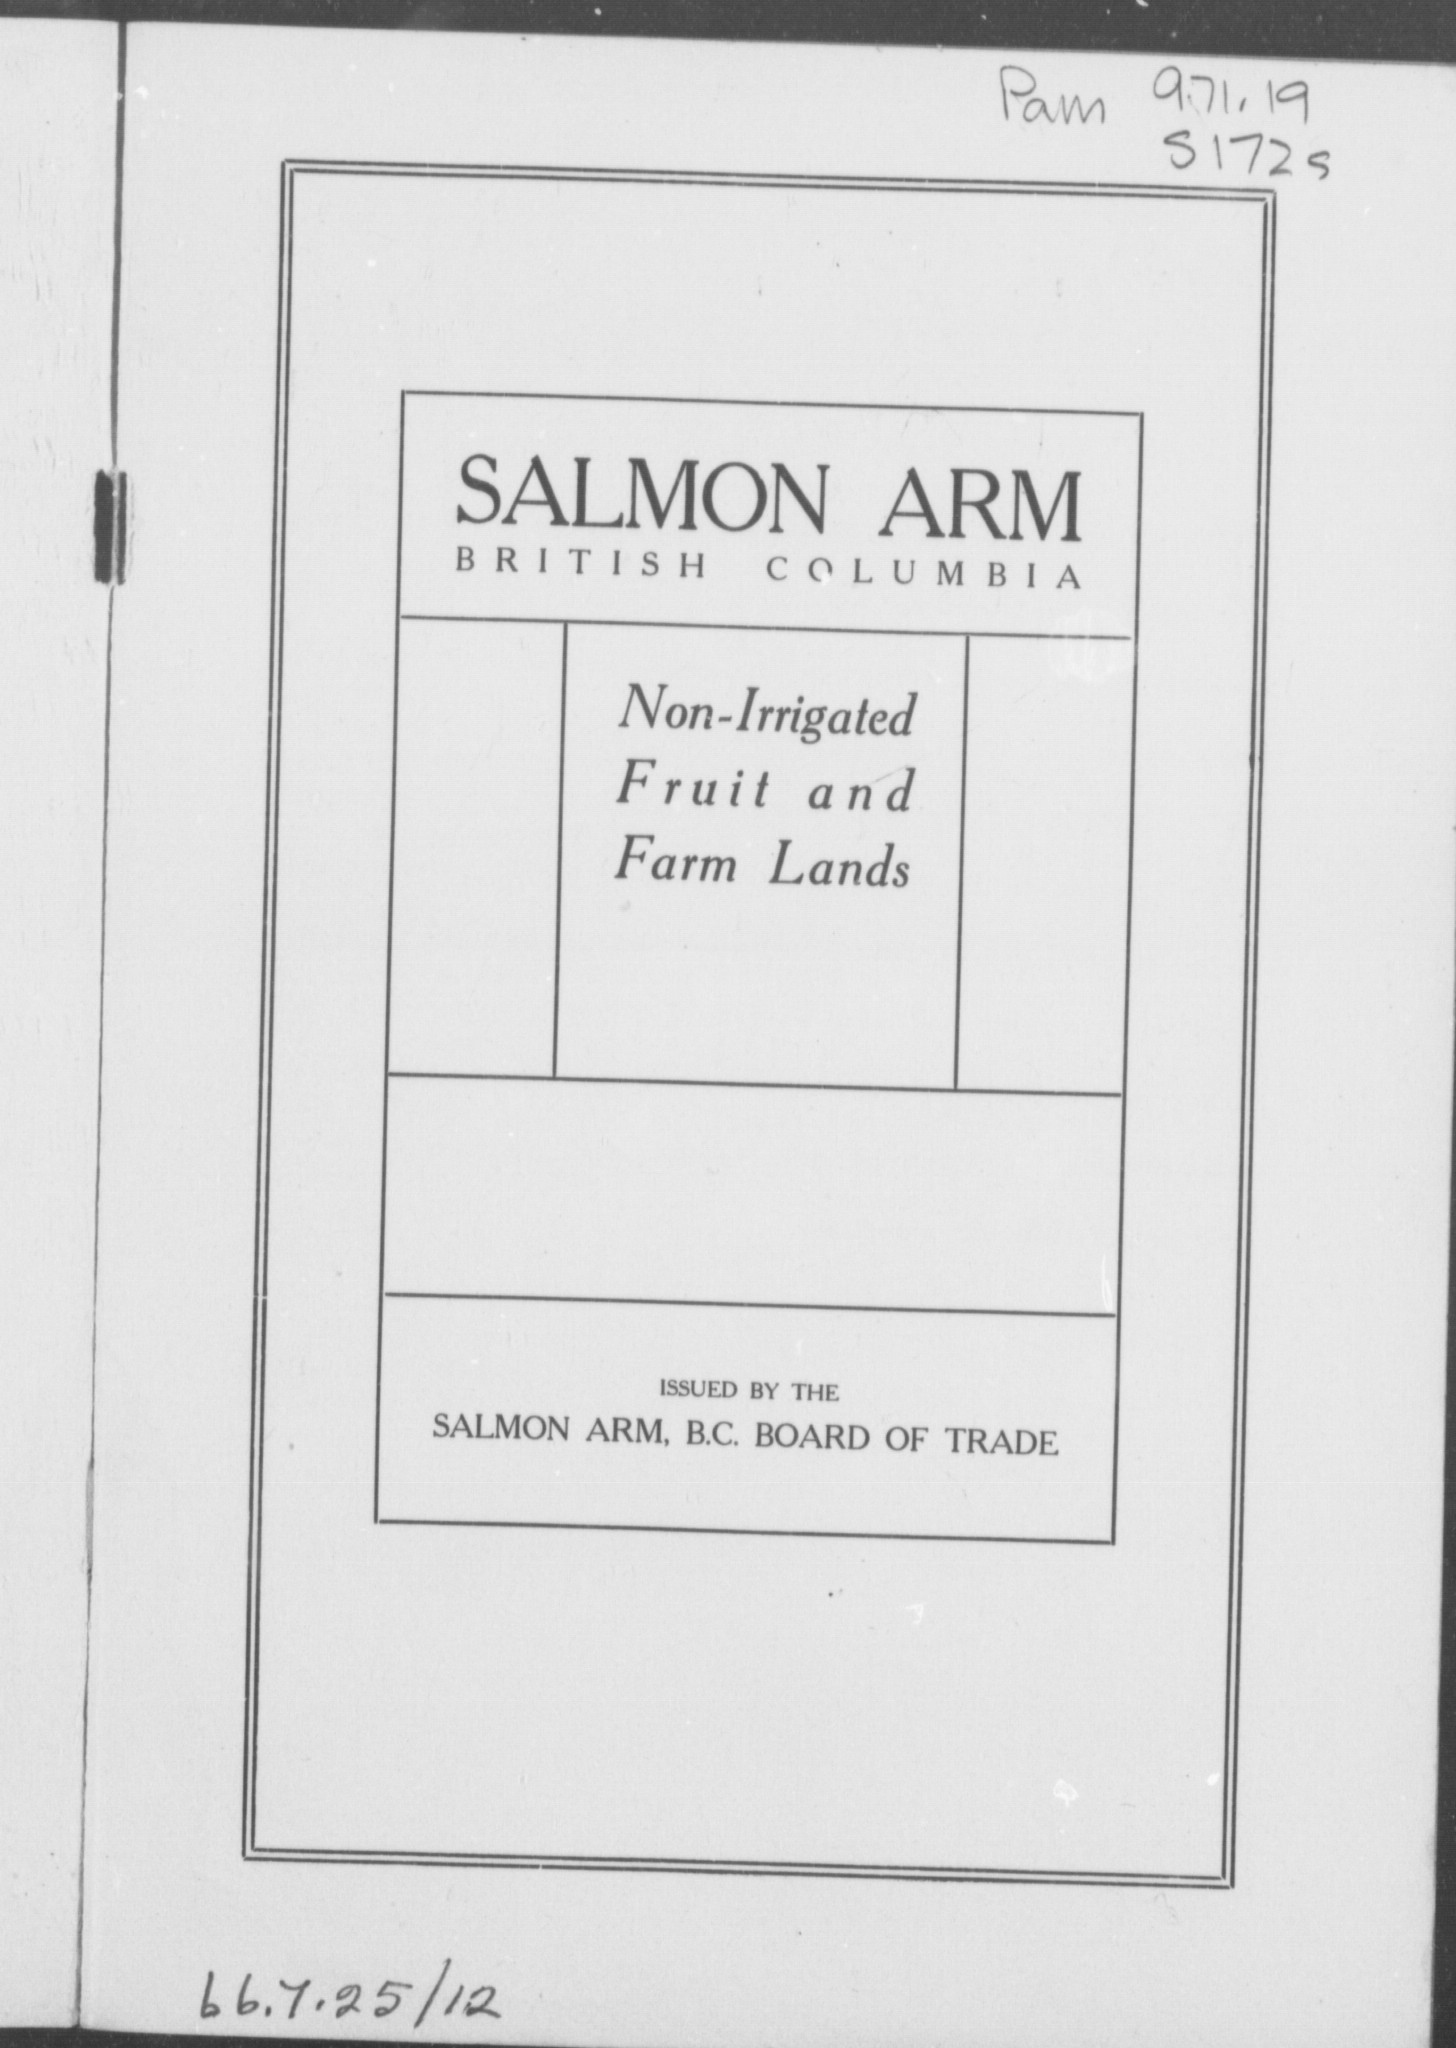 Pam 971.19
S172s
SALMON ARM
BRITISH COLUMBIA
Non-Irrigated
Fruit and
Farm Lands
ISSUED BY THE
SALMON ARM, B.C. BOARD OF TRADE
66.7.25/12